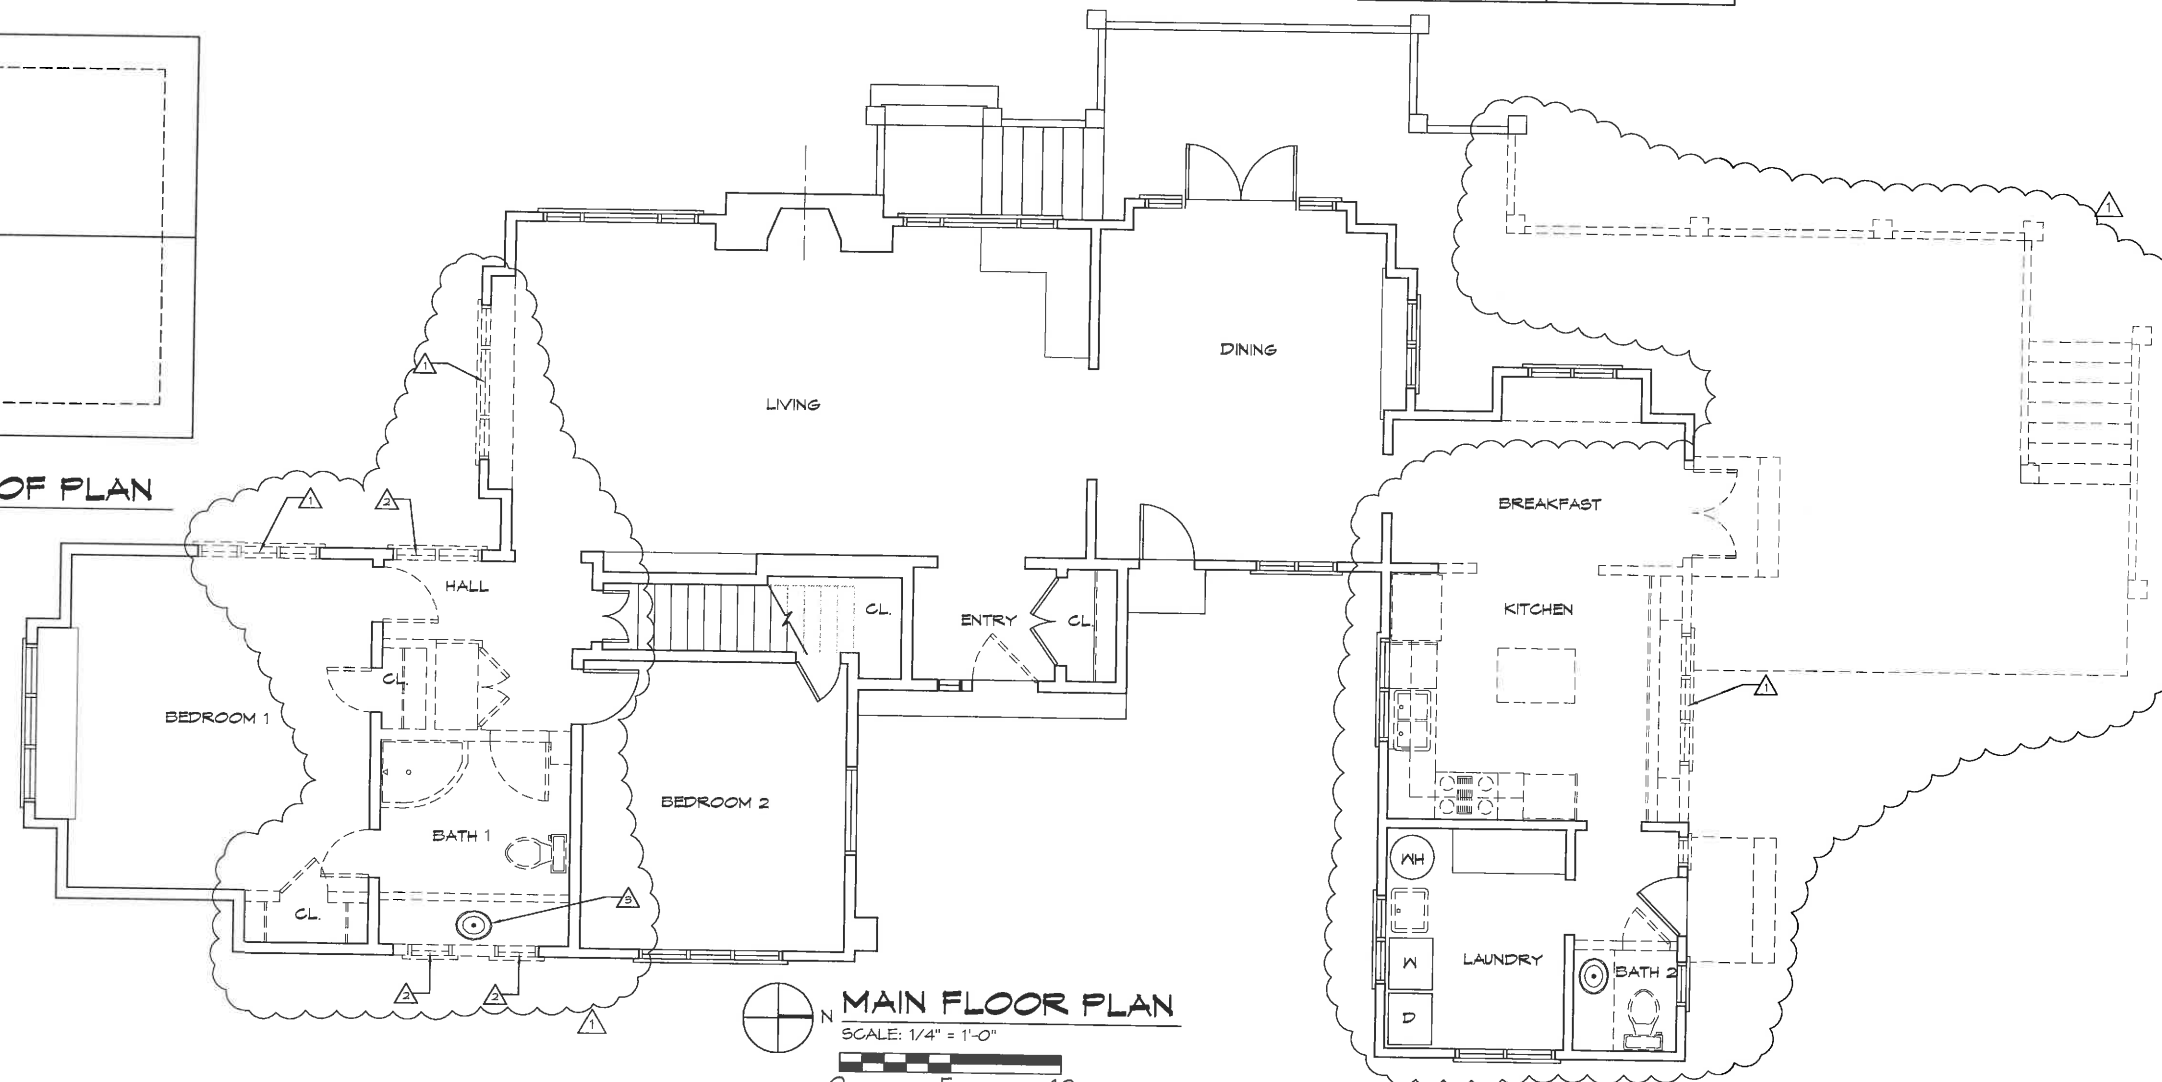 1
1
DINING
LIVING
OF PLAN
1
2
BREAKFAST
HALL
CL.
ENTRY
CL.
KITCHEN
CL.
1
BEDROOM 1
BEDROOM 2
BATH 1
WH
3
CL.
W
LAUNDRY
BATH 2
2
2
1
D
N
MAIN FLOOR PLAN
SCALE: 1/4" = 1'-0"